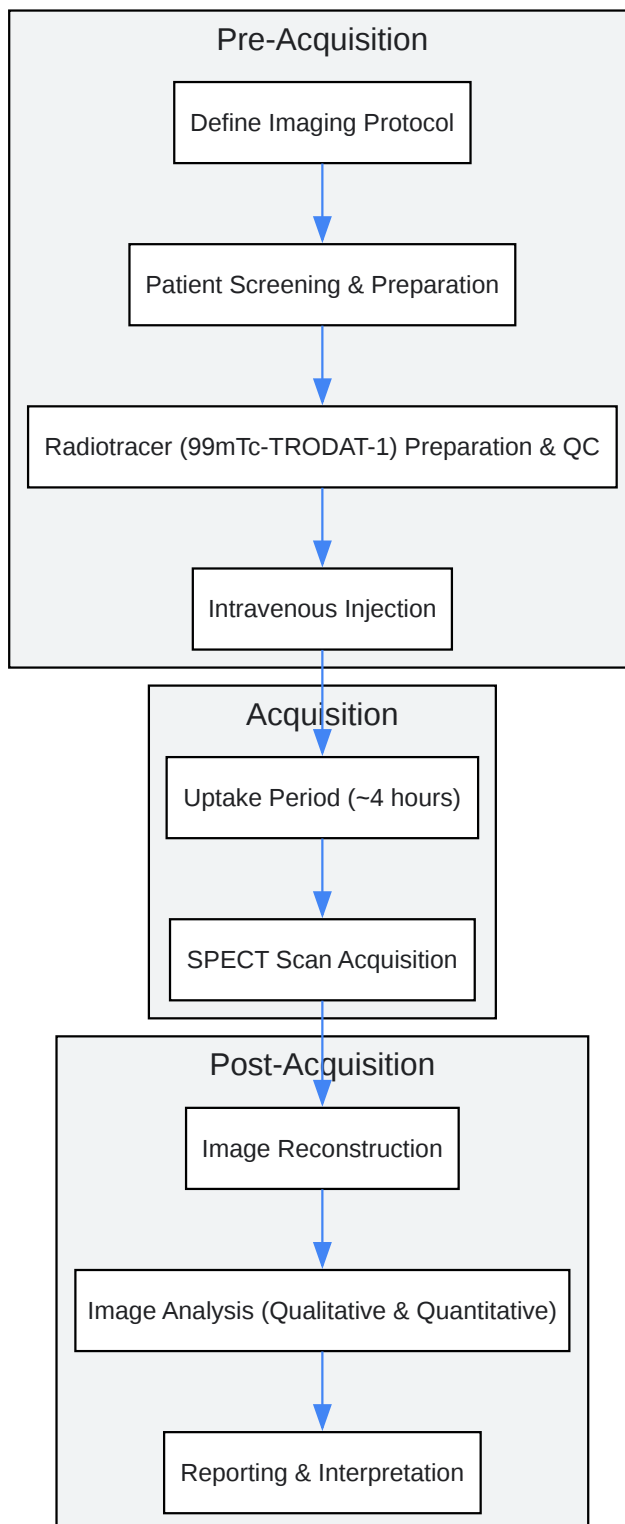 Pre-Acquisition
Define Imaging Protocol
Patient Screening & Preparation
Radiotracer (99mTc-TRODAT-1) Preparation & QC
Intravenous Injection
Acquisition
Uptake Period (~4 hours)
SPECT Scan Acquisition
Post-Acquisition
Image Reconstruction
Image Analysis (Qualitative & Quantitative)
Reporting & Interpretation